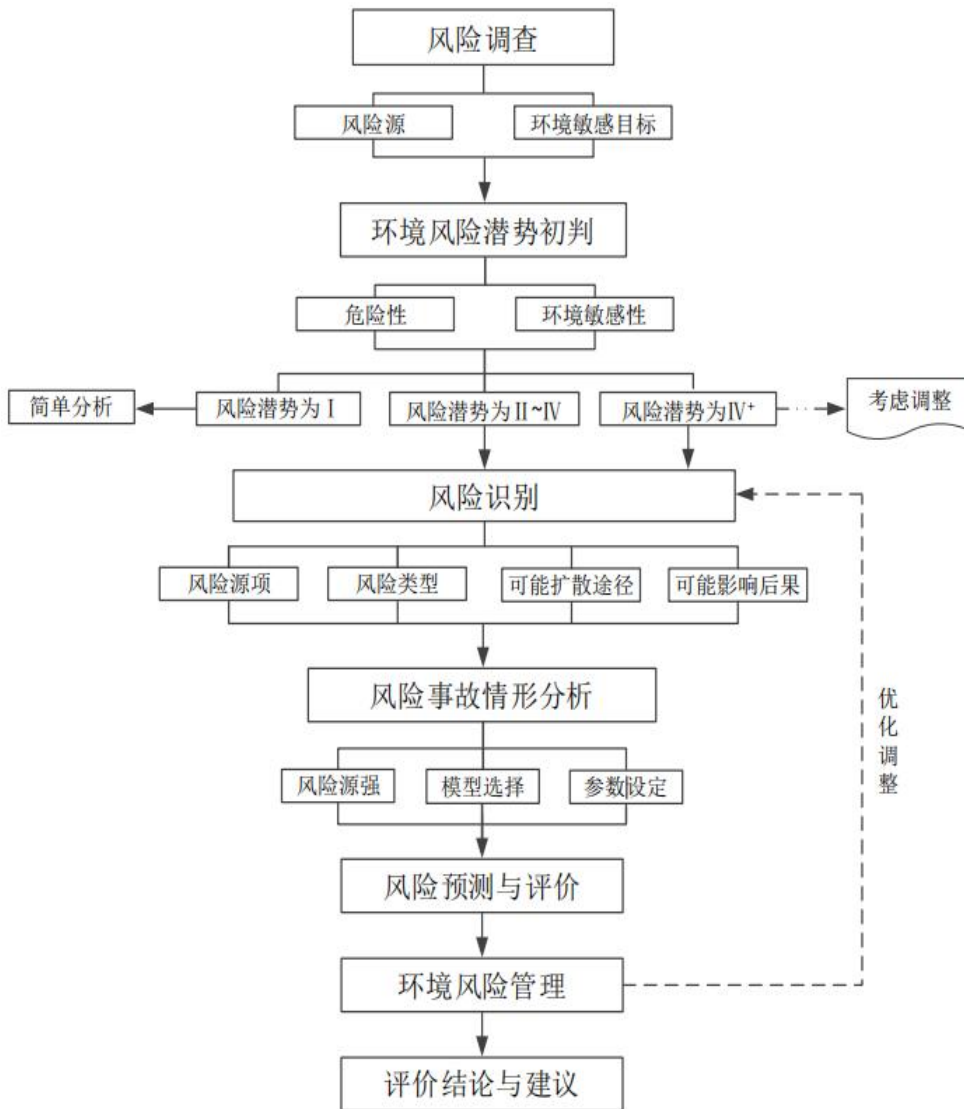 风险调查
风险源
环境敏感目标
环境风险潜势初判
危险性
环境敏感性
简单分析
风险潜势为Ⅰ
风险潜势为Ⅱ~Ⅳ
风险潜势为Ⅳ⁺
考虑调整
风险识别
风险源项
风险类型
可能扩散途径
可能影响后果
风险事故情形分析
风险源强
模型选择
参数设定
优化调整
风险预测与评价
环境风险管理
评价结论与建议